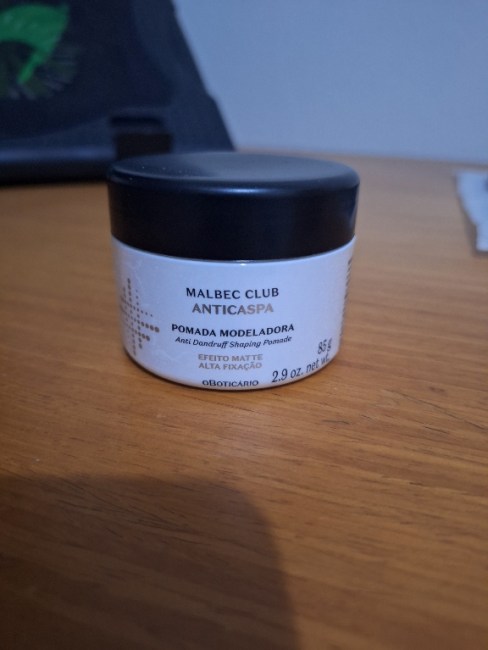 MALBEC CLUB
ANTICASPA
POMADA MODELADORA
Anti Dandruff Shaping Pomade
EFEITO MATTE
ALTA FIXAÇÃO
85 g
2.9 oz. net wt.
oBOTICÁRIO